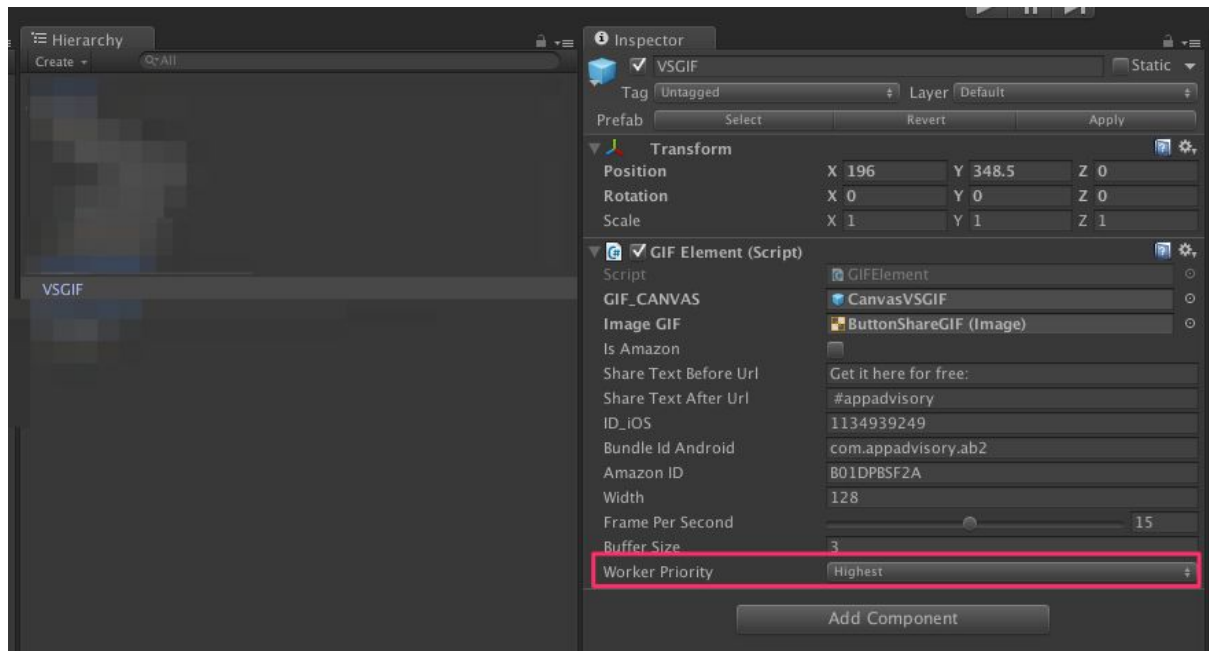 Hierarchy
Create
All
VSGIF
Inspector
VSGIF Static
Tag Untagged Layer Default
Prefab Select Revert Apply
Transform
Position X 196 Y 348.5 Z 0
Rotation X 0 Y 0 Z 0
Scale X 1 Y 1 Z 1
GIF Element (Script)
Script GIFElement
GIF_CANVAS CanvasVSGIF
Image GIF ButtonShareGIF (Image)
Is Amazon
Share Text Before Url Get it here for free:
Share Text After Url #appadvisory
ID_iOS 1134939249
Bundle Id Android com.appadvisory.ab2
Amazon ID B01DPBSF2A
Width 128
Frame Per Second 15
Buffer Size 3
Worker Priority Highest
Add Component